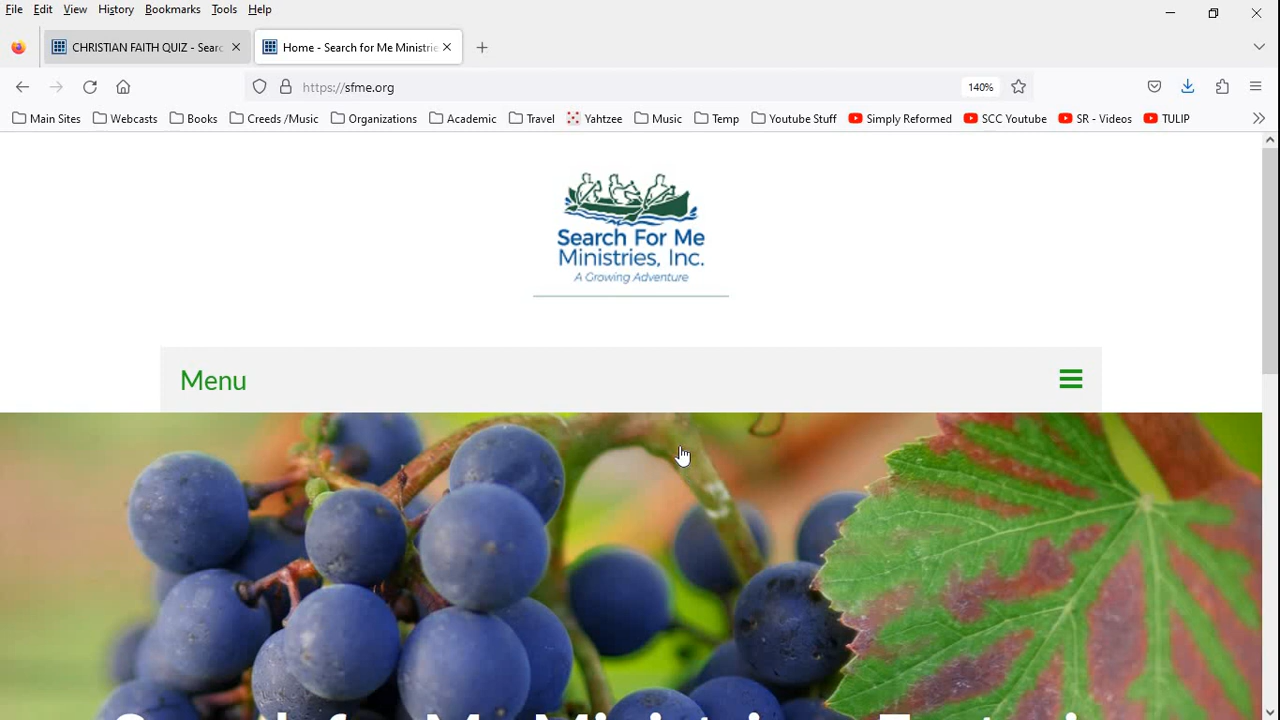 File Edit View History Bookmarks Tools Help
CHRISTIAN FAITH QUIZ - Searc
Home - Search for Me Ministrie
https://sfme.org
140%
Main Sites Webcasts Books Creeds /Music Organizations Academic Travel Yahtzee Music Temp Youtube Stuff Simply Reformed SCC Youtube SR - Videos TULIP
Search For Me
Ministries, Inc.
A Growing Adventure
Menu